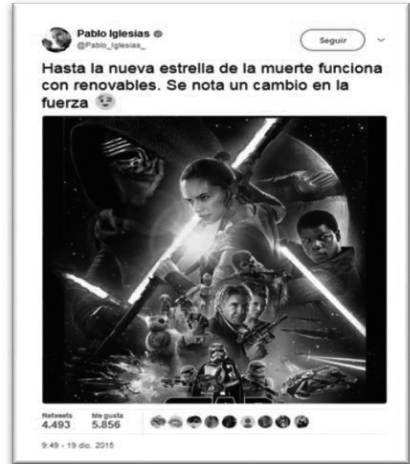 Pablo Iglesias
@Pablo_Iglesias_
Seguir
Hasta la nueva estrella de la muerte funciona
con renovables. Se nota un cambio en la
fuerza
Retweets Me gusta
4.493 5.856
9:49 - 19 dic. 2015